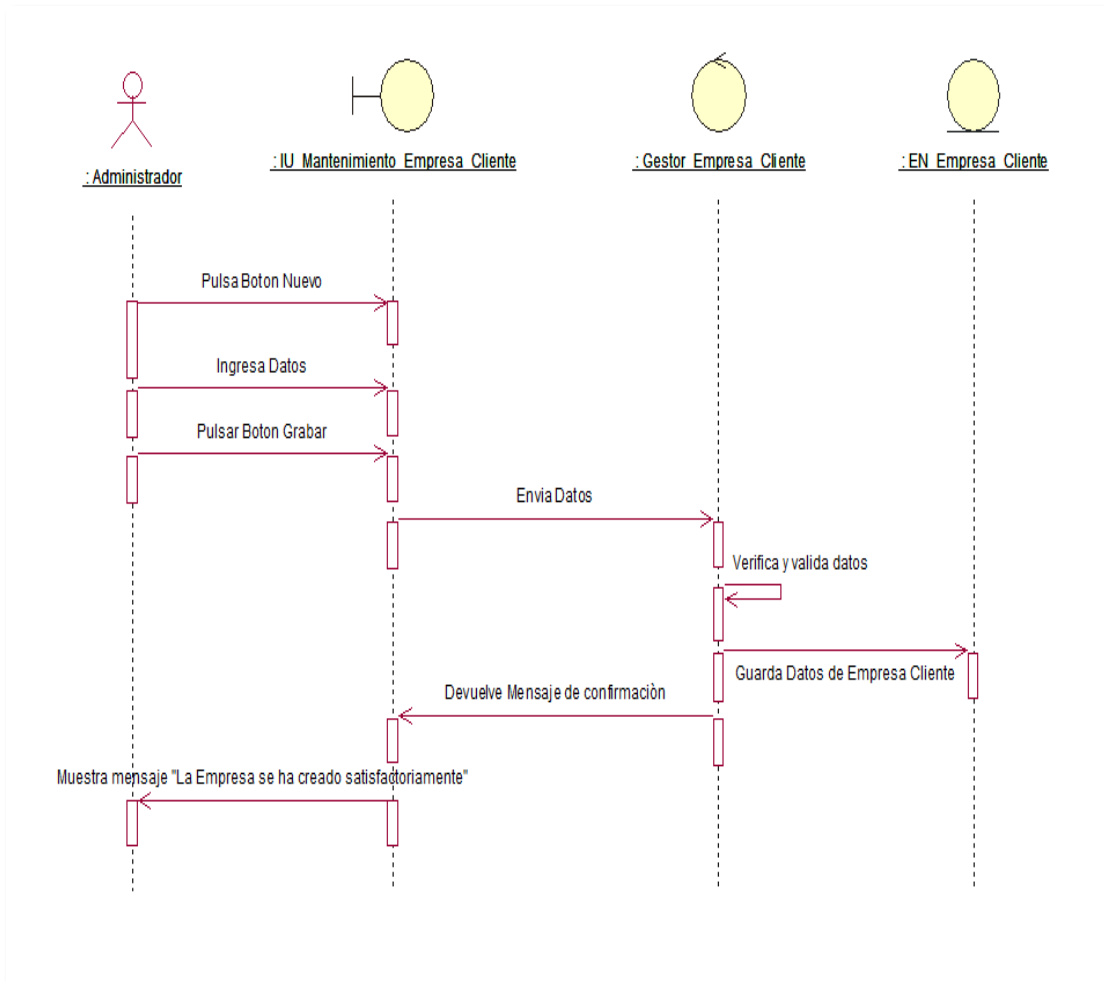 : Administrador
: IU_Mantenimiento_Empresa_Cliente
: Gestor_Empresa_Cliente
: EN_Empresa_Cliente
Pulsa Boton Nuevo
Ingresa Datos
Pulsar Boton Grabar
Envia Datos
Verifica y valida datos
Guarda Datos de Empresa Cliente
Devuelve Mensaje de confirmaciòn
Muestra mensaje "La Empresa se ha creado satisfactoriamente"